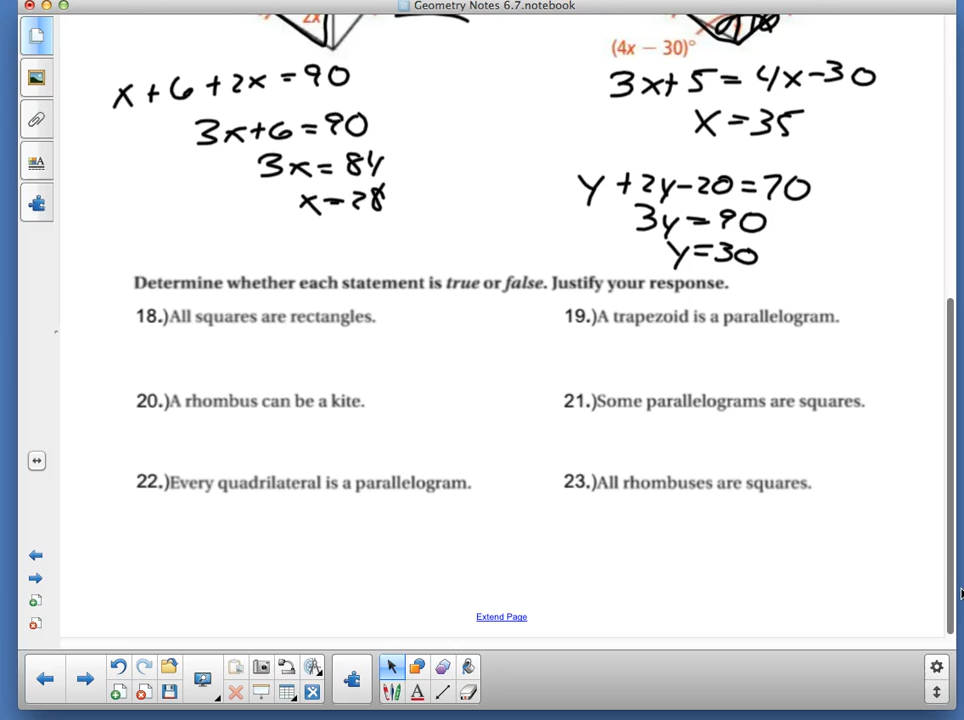 Geometry Notes 6.7.notebook
2x
(4x − 30)°
x + 6 + 2x = 90
3x+6 = 90
3x = 84
x = 28
3x+5 = 4x-30
x = 35
y + 2y - 20 = 70
3y = 90
y = 30
Determine whether each statement is true or false. Justify your response.
18.)All squares are rectangles.
19.)A trapezoid is a parallelogram.
20.)A rhombus can be a kite.
21.)Some parallelograms are squares.
22.)Every quadrilateral is a parallelogram.
23.)All rhombuses are squares.
Extend Page